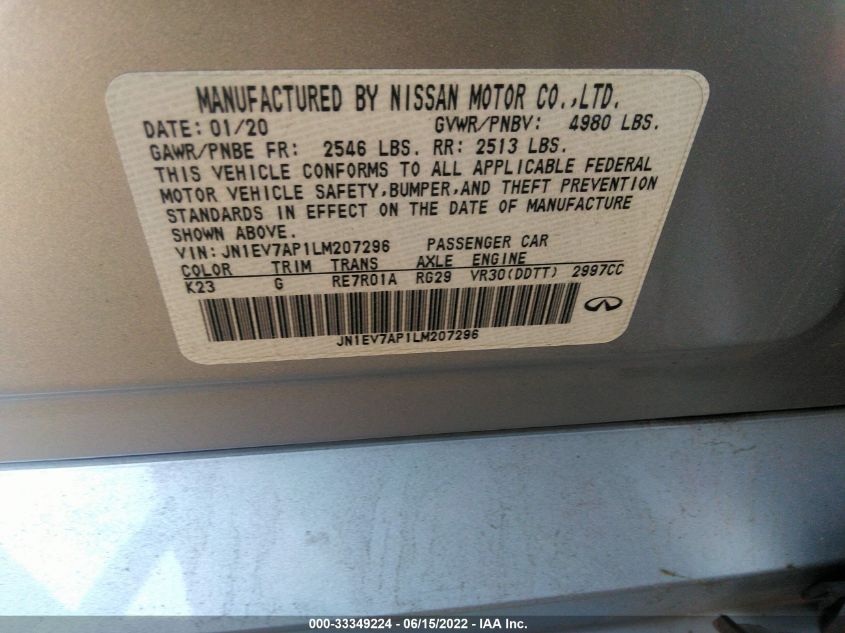 MANUFACTURED BY NISSAN MOTOR CO.,LTD.
DATE: 01/20 GVWR/PNBV: 4980 LBS.
GAWR/PNBE FR: 2546 LBS. RR: 2513 LBS.
THIS VEHICLE CONFORMS TO ALL APPLICABLE FEDERAL
MOTOR VEHICLE SAFETY,BUMPER,AND THEFT PREVENTION
STANDARDS IN EFFECT ON THE DATE OF MANUFACTURE
SHOWN ABOVE.
VIN: JN1EV7AP1LM207296 PASSENGER CAR
COLOR TRIM TRANS AXLE ENGINE
K23 G RE7R01A RG29 VR30(DDTT) 2997CC
JN1EV7AP1LM207296
000-33349224 - 06/15/2022 - IAA Inc.